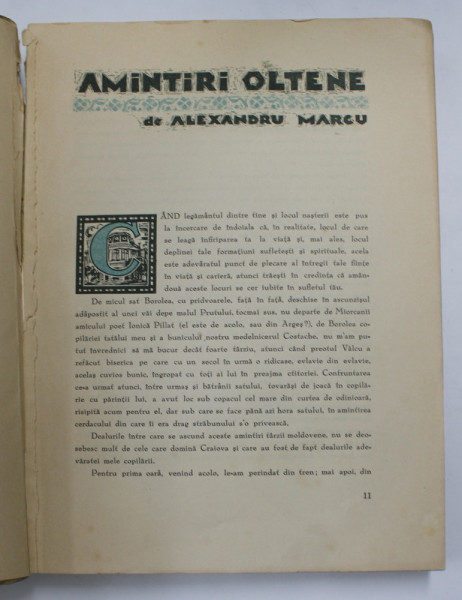 AMINTIRI OLTENE
de ALEXANDRU MARCU
CÂND legământul dintre tine și locul nașterii este pus
la încercare de îndoiala că, în realitate, locul de care
se leagă înfiriparea ta la viață și, mai ales, locul
deplinei tale formațiuni sufletești și spirituale, acela
este adevăratul punct de plecare al întregii tale ființe
în viață și carieră, atunci trăești în credința că amân-
două aceste locuri se cer iubite în sufletul tău.
De micul sat Borolea, cu pridvoarele, față în față, deschise în ascunzișul
adăpostit al unei văi depe malul Prutului, tocmai sus, nu departe de Miorcanii
amicului poet Ionică Pillat (el este de acolo, sau din Argeș?), de Borolea co-
pilăriei tatălui meu și a bunicului nostru medelnicerul Costache, nu m'am po-
tut învrednici să mă bucur decât foarte târziu, atunci când preotul Vâlcu a
refăcut biserica pe care cu un secol în urmă o ridicase, evlavie din evlavie,
acelaș cuvios bunic, îngropat cu toți ai lui în preajma ctitoriei. Confruntarea
ce-a urmat atunci, între urmaș și bătrânii satului, tovarăși de joacă în copilă-
rie cu părinții lui, a avut loc sub copacul cel mare din curtea de odinioară,
risipită acum pentru el, dar sub care se face până azi hora satului, în amintirea
cerdacului din care îi era drag străbunului s'o privească.
Dealurile între care se ascund aceste amintiri târzii moldovene, nu se deo-
sebesc mult de cele care domină Craiova și care au fost de fapt dealurile ade-
văratei mele copilării.
Pentru prima oară, venind acolo, le-am perindat din tren; mai apoi, din
11